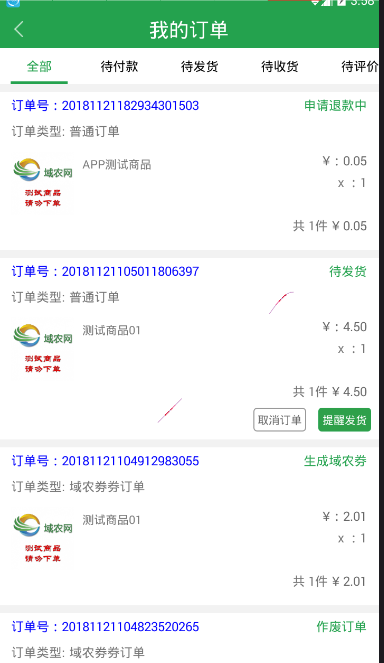 3:58
我的订单
全部 待付款 待发货 待收货 待评价
订单号：20181121182934301503 申请退款中
订单类型: 普通订单
APP测试商品 ¥：0.05
x ：1
域农网
测试商品
请勿下单
共 1件 ¥ 0.05
订单号：20181121105011806397 待发货
订单类型: 普通订单
测试商品01 ¥：4.50
x ：1
域农网
测试商品
请勿下单
共 1件 ¥ 4.50
取消订单 提醒发货
订单号：20181121104912983055 生成域农券
订单类型: 域农券券订单
测试商品01 ¥：2.01
x ：1
域农网
测试商品
请勿下单
共 1件 ¥ 2.01
订单号：20181121104823520265 作废订单
订单类型: 域农券券订单